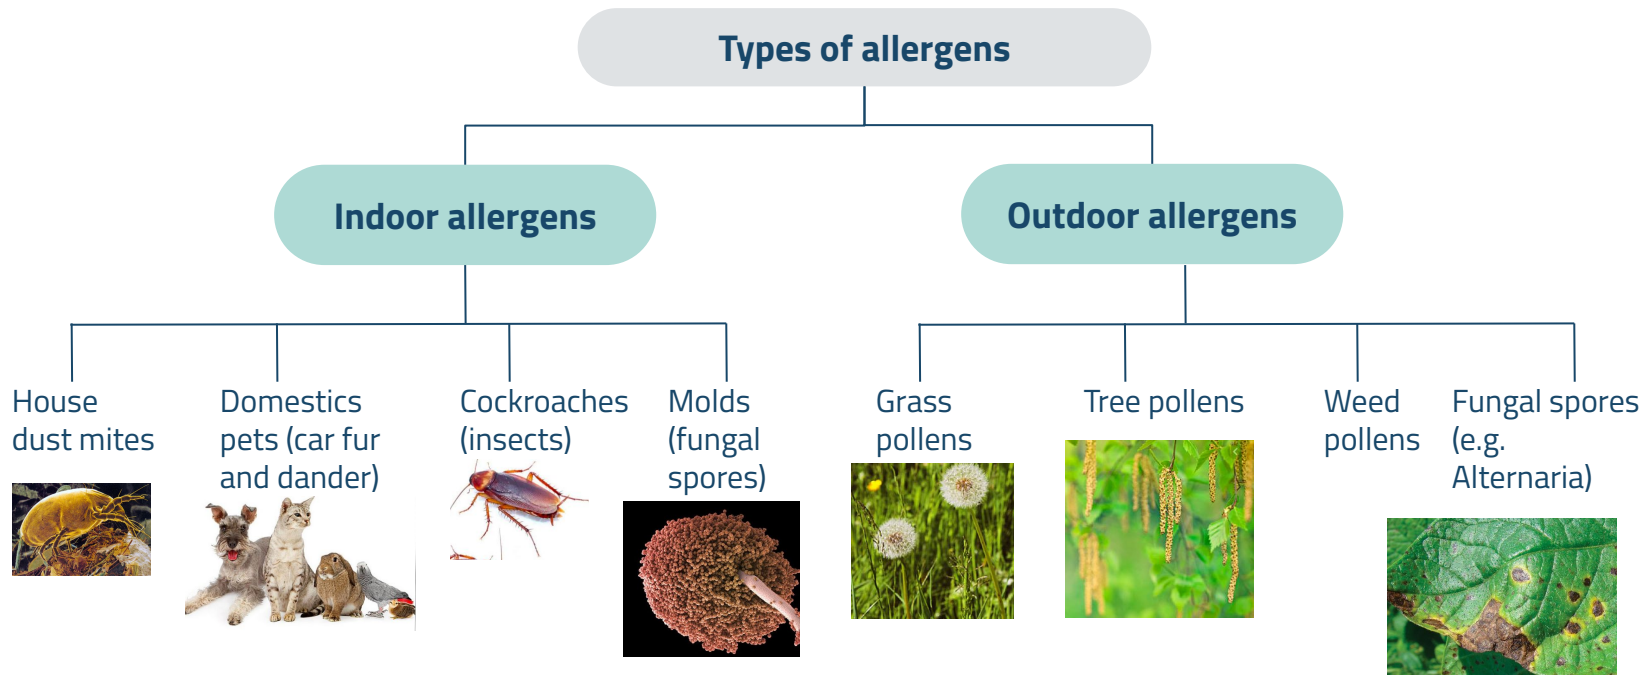 Types of allergens
Indoor allergens
Outdoor allergens
House
dust mites
Domestics
pets (car fur
and dander)
Cockroaches
(insects)
Molds
(fungal
spores)
Grass
pollens
Tree pollens
Weed
pollens
Fungal spores
(e.g.
Alternaria)